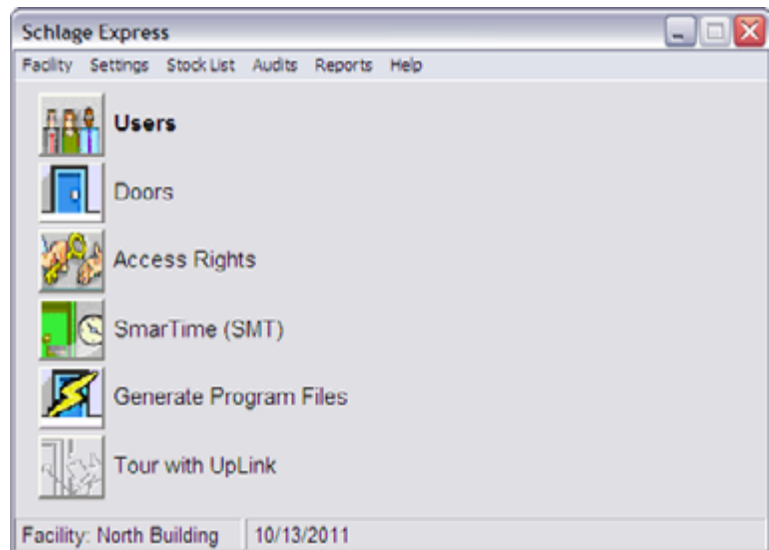 Schlage Express
Facility Settings Stock List Audits Reports Help
Users
Doors
Access Rights
SmarTime (SMT)
Generate Program Files
Tour with UpLink
Facility: North Building 10/13/2011